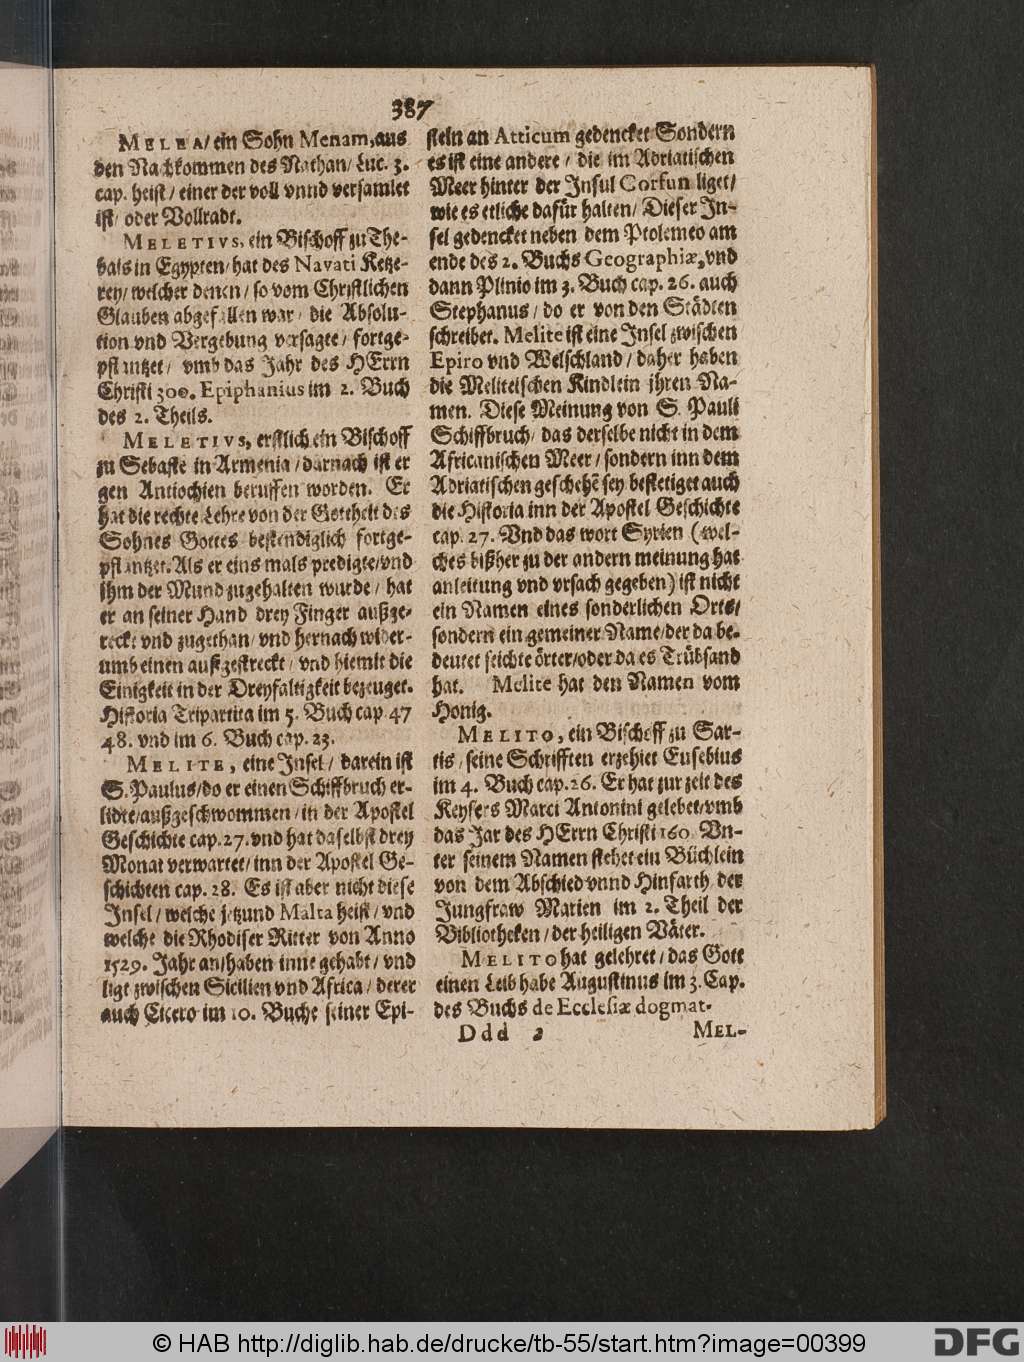 387
MELEA/ ein Sohn Menam, aus
den Nachkommen des Nathan/ Luc. 3.
cap. heist/ einer der voll vnnd versamlet
ist/ oder Vollradt.
MELETIVS, ein Bischoff zu The-
bais in Egypten/ hat des Navati Ketze-
rey/ welcher denen/ so vom Christlichen
Glauben abgefallen war/ die Absolu-
tion vnd Vergebung versagte/ fortge-
pflantzet/ vmb das Jahr des HErrn
Christi 300. Epiphanius im 2. Buch
des 2. Theils.
MELETIVS, erstlich ein Bischoff
zu Sebaste in Armenia/ darnach ist er
gen Antiochien beruffen worden. Er
hat die rechte Lehre von der Gottheit des
Sohnes Gottes bestendiglich fortge-
pflantzet. Als er eins mals predigte/ vnd
ihm der Mund zugehalten wurde/ hat
er an seiner Hand drey Finger außge-
reckt vnd zugethan/ vnd hernach wider-
umb einen außgestreckt/ vnd hiemit die
Einigkeit in der Dreyfaltigkeit bezeuget.
Historia Tripartita im 5. Buch cap 47
48. vnd im 6. Buch cap. 23.
MELITE, eine Insel/ darein ist
S. Paulus/ do er einen Schiffbruch er-
lidte/ außgeschwommen/ in der Apostel
Geschichte cap. 27. vnd hat daselbst drey
Monat verwartet/ inn der Apostel Ge-
schichten cap. 28. Es ist aber nicht diese
Insel/ welche jetzund Malta heist/ vnd
welche die Rhodiser Ritter von Anno
1529. Jahr an/ haben inne gehabt/ vnd
ligt zwischen Sicilien vnd Africa/ derer
auch Cicero im 10. Buche seiner Epi-
steln an Atticum gedencket Sondern
es ist eine andere/ die im Adriatischen
Meer hinter der Insul Corfun liget/
wie es etliche dafür halten/ Dieser In-
sel gedencket neben dem Ptolemeo am
ende des 2. Buchs Geographiæ, vnd
dann Plinio im 3. Buch cap. 26. auch
Stephanus/ do er von den Städten
schreibet. Melite ist eine Insel zwischen
Epiro vnd Welschland/ daher haben
die Meliteischen Kindlein jhren Na-
men. Diese Meinung von S. Pauli
Schiffbruch/ das derselbe nicht in dem
Africanischen Meer/ sondern inn dem
Adriatischen geschehẽ sey bestetiget auch
die Historia inn der Apostel Geschichte
cap. 27. Vnd das wort Syrten (wel-
ches bißher zu der andern meinung hat
anleitung vnd vrsach gegeben) ist nicht
ein Namen eines sonderlichen Orts/
sondern ein gemeiner Name/ der da be-
deutet seichte örter/ oder da es Trübsand
hat. Melite hat den Namen vom
Honig.
MELITO, ein Bischoff zu Sar-
tis/ seine Schrifften erzehlet Eusebius
im 4. Buch cap. 26. Er hat zur zeit des
Keysers Marci Antonini gelebet/ vmb
das Jar des HErrn Christi 160. Vn-
ter seinem Namen stehet ein Büchlein
von dem Abschied vnnd Hinfarth der
Jungfraw Marien im 2. Theil der
Bibliotheken/ der heiligen Väter.
MELITO hat gelehret/ das Gott
einen Leib habe Augustinus im 3. Cap.
des Buchs de Ecclesiæ dogmat.
Ddd 2 MEL-
© HAB http://diglib.hab.de/drucke/tb-55/start.htm?image=00399
DFG